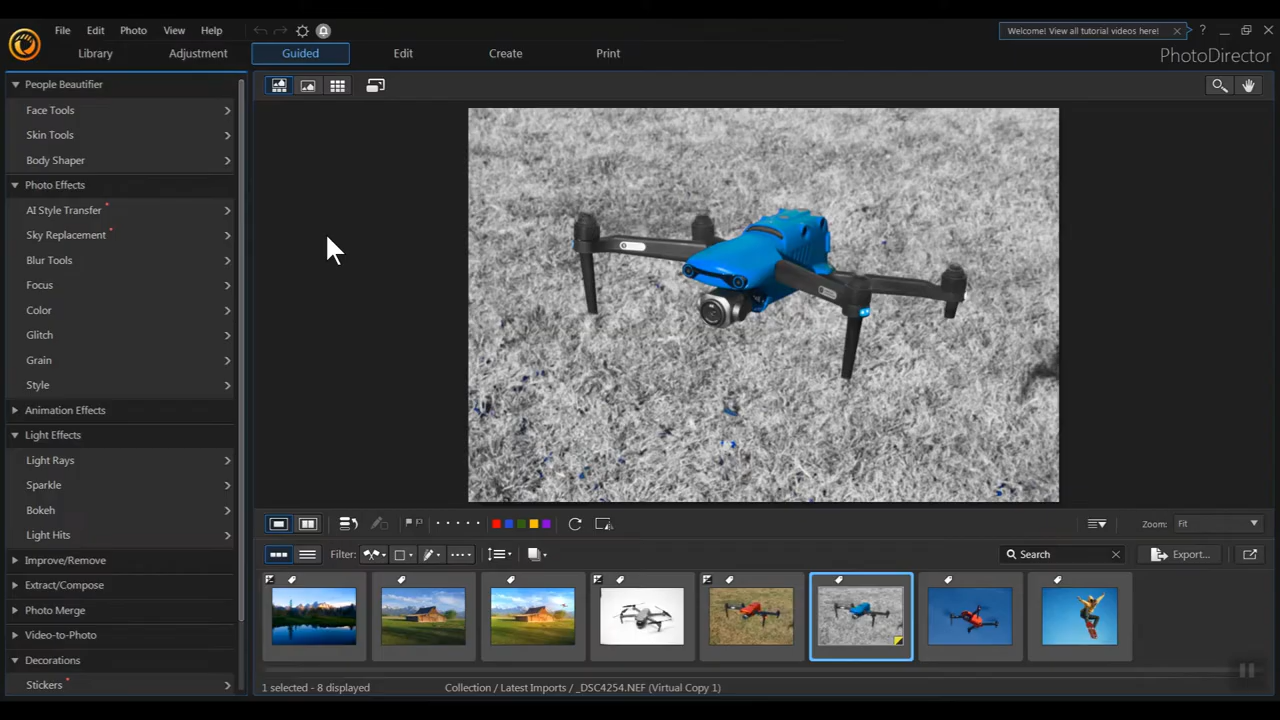 File Edit Photo View Help
Welcome! View all tutorial videos here!
?
Library Adjustment Guided Edit Create Print
PhotoDirector
People Beautifier
Face Tools
Skin Tools
Body Shaper
Photo Effects
AI Style Transfer
Sky Replacement
Blur Tools
Focus
Color
Glitch
Grain
Style
Animation Effects
Light Effects
Light Rays
Sparkle
Bokeh
Light Hits
Improve/Remove
Extract/Compose
Photo Merge
Video-to-Photo
Decorations
Stickers
Zoom: Fit
Filter: Search Export...
1 selected - 8 displayed Collection / Latest Imports / _DSC4254.NEF (Virtual Copy 1)